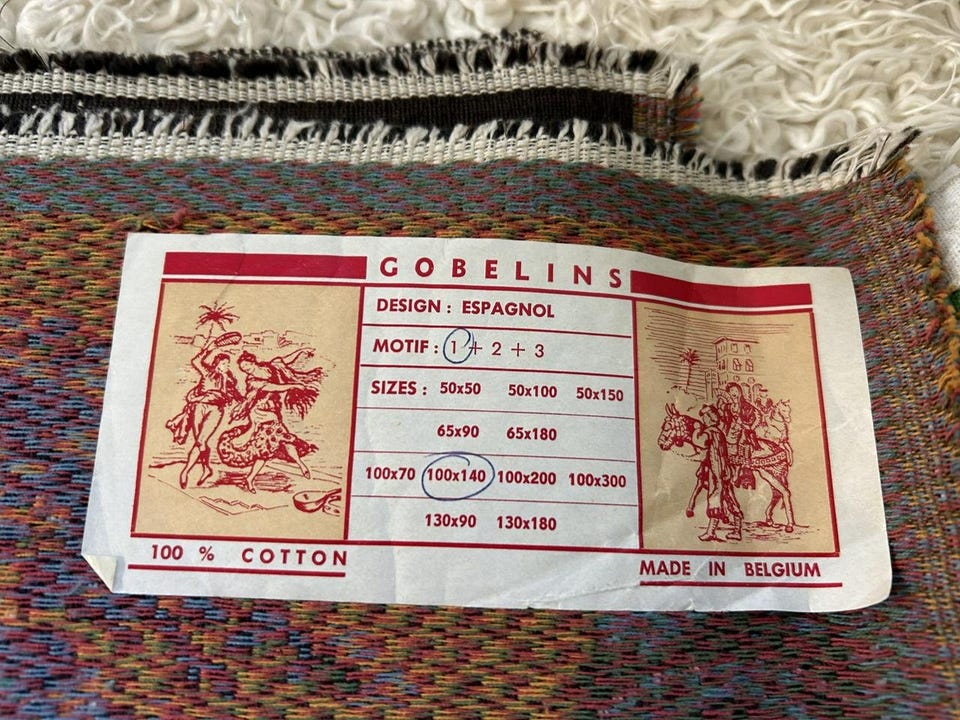 GOBELINS
DESIGN : ESPAGNOL
MOTIF : 1 + 2 + 3
SIZES : 50x50 50x100 50x150
65x90 65x180
100x70 100x140 100x200 100x300
130x90 130x180
100 % COTTON
MADE IN BELGIUM